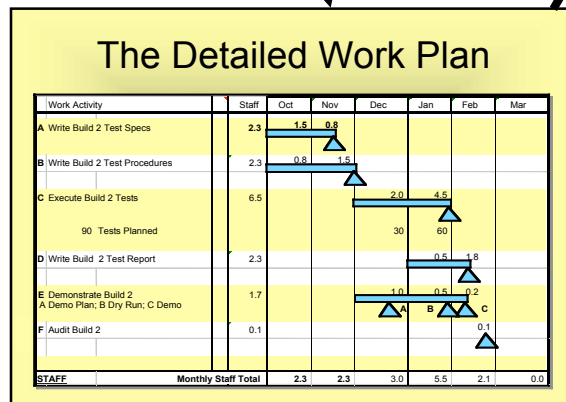 The Detailed Work Plan
Work Activity Staff Oct Nov Dec Jan Feb Mar
A Write Build 2 Test Specs 2.3 1.5 0.8
B Write Build 2 Test Procedures 2.3 0.8 1.5
C Execute Build 2 Tests 6.5 2.0 4.5
90 Tests Planned 30 60
D Write Build 2 Test Report 2.3 0.5 1.8
E Demonstrate Build 2 1.7 1.0 0.5 0.2
A Demo Plan; B Dry Run; C Demo A B C
F Audit Build 2 0.1 0.1
STAFF Monthly Staff Total 2.3 2.3 3.0 5.5 2.1 0.0